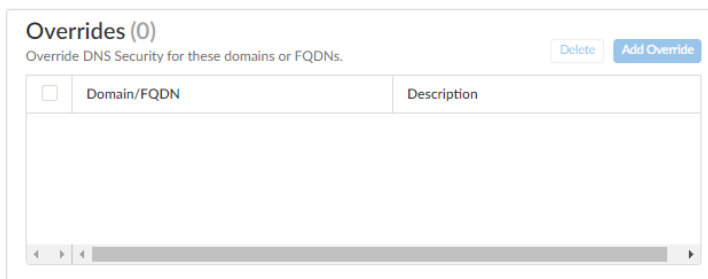 Overrides (0)
Override DNS Security for these domains or FQDNs.
Delete
Add Override
Domain/FQDN
Description